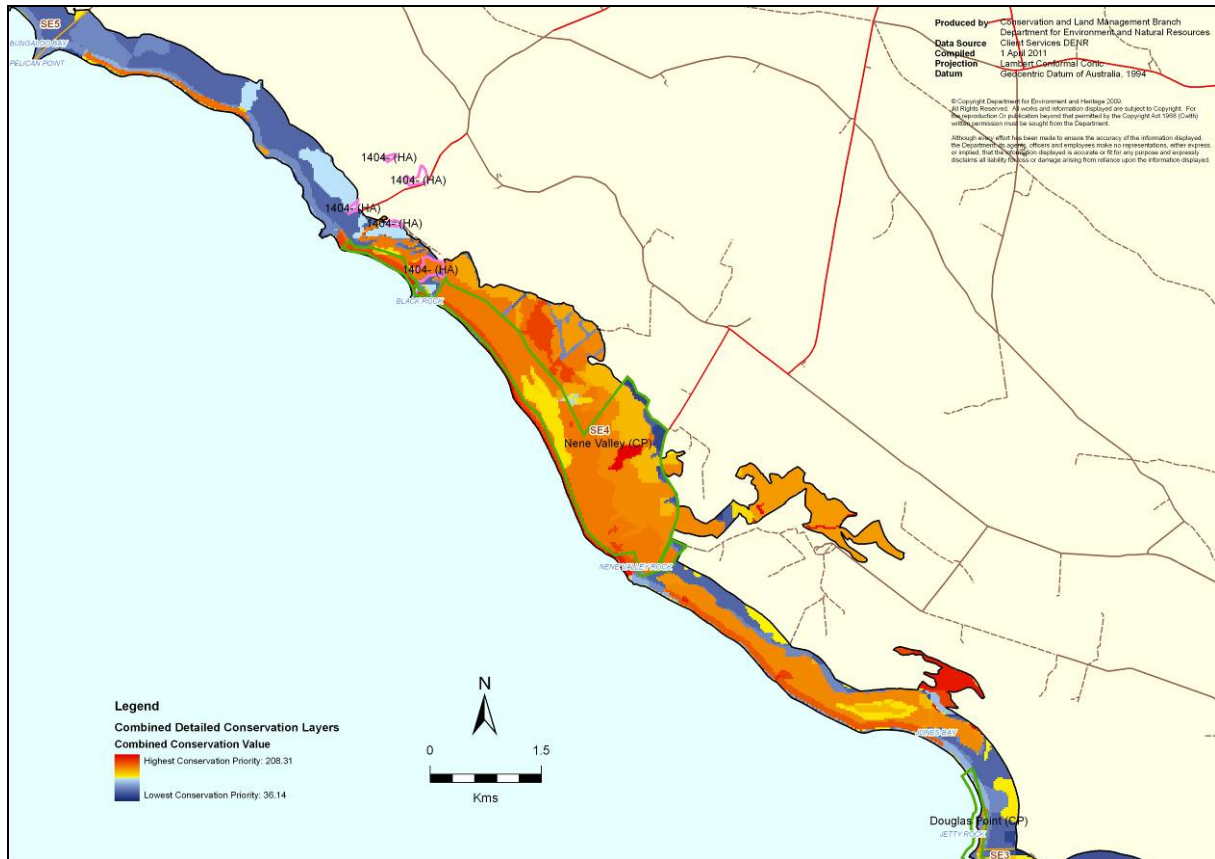 SE5
BUNGALOO BAY
PELICAN POINT
Produced by Conservation and Land Management Branch
Department for Environment and Natural Resources
Data Source Client Services DENR
Compiled 1 April 2011
Projection Lambert Conformal Conic
Datum Geocentric Datum of Australia, 1994
© Copyright Department for Environment and Heritage 2009.
All Rights Reserved. All works and information displayed are subject to Copyright. For
the reproduction Or publication beyond that permitted by the Copyright Act 1968 (Cwlth)
written permission must be sought from the Department.
Although every effort has been made to ensure the accuracy of the information displayed,
the Department, its agents, officers and employees make no representations, either express
or implied, that the information displayed is accurate or fit for any purpose and expressly
disclaims all liability for loss or damage arising from reliance upon the information displayed.
1404- (HA)
1404- (HA)
1404- (HA)
1404- (HA)
1404- (HA)
BLACK ROCK
SE4
Nene Valley (CP)
NENE VALLEY ROCK
JONES BAY
Douglas Point (CP)
JETTY ROCK
SE3
Legend
Combined Detailed Conservation Layers
Combined Conservation Value
Highest Conservation Priority: 208.31
Lowest Conservation Priority: 36.14
N
0 1.5
Kms